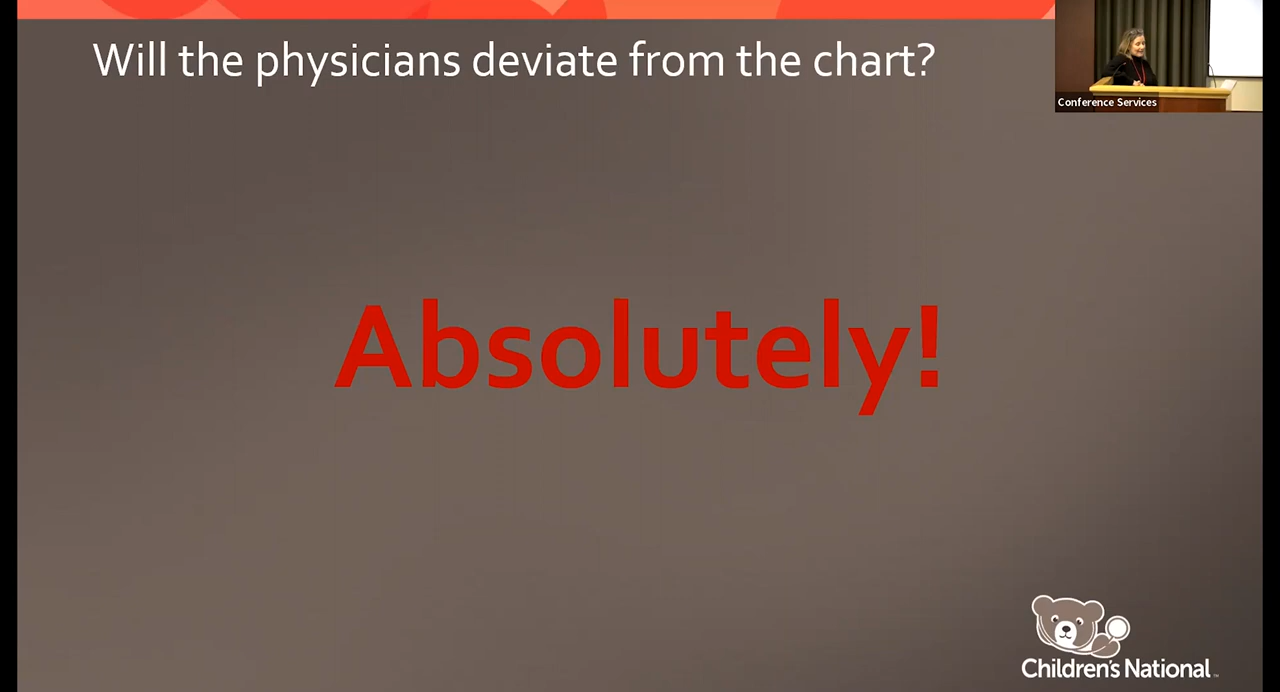 Will the physicians deviate from the chart?
Conference Services
Absolutely!
Children's National